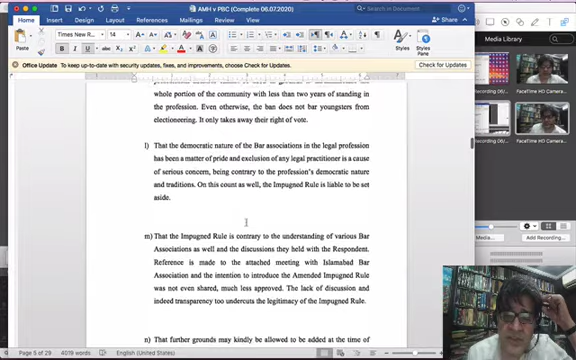 AMH v PBC (Complete 06.07.2020)
Search in Document
Home Insert Design Layout References Mailings Review View
Share
Times New R... 14
Paste
B I U
Styles Styles Pane
Office Update To keep up-to-date with security updates, fixes, and improvements, choose Check for Updates.
Check for Updates
whole portion of the community with less than two years of standing in
the profession. Even otherwise, the ban does not bar youngsters from
electioneering. It only takes away their right of vote.
l) That the democratic nature of the Bar associations in the legal profession
has been a matter of pride and exclusion of any legal practitioner is a cause
of serious concern, being contrary to the profession's democratic nature
and traditions. On this count as well, the Impugned Rule is liable to be set
aside.
m) That the Impugned Rule is contrary to the understanding of various Bar
Associations as well and the discussions they held with the Respondent.
Reference is made to the attached meeting with Islamabad Bar
Association and the intention to introduce the Amended Impugned Rule
was not even shared, much less approved. The lack of discussion and
indeed transparency too undercuts the legitimacy of the Impugned Rule.
n) That further grounds may kindly be allowed to be added at the time of
Page 5 of 29 4019 words English (United States)
Media Library
FaceTime HD Camera
FaceTime HD Camera
Media...
Add Recording...